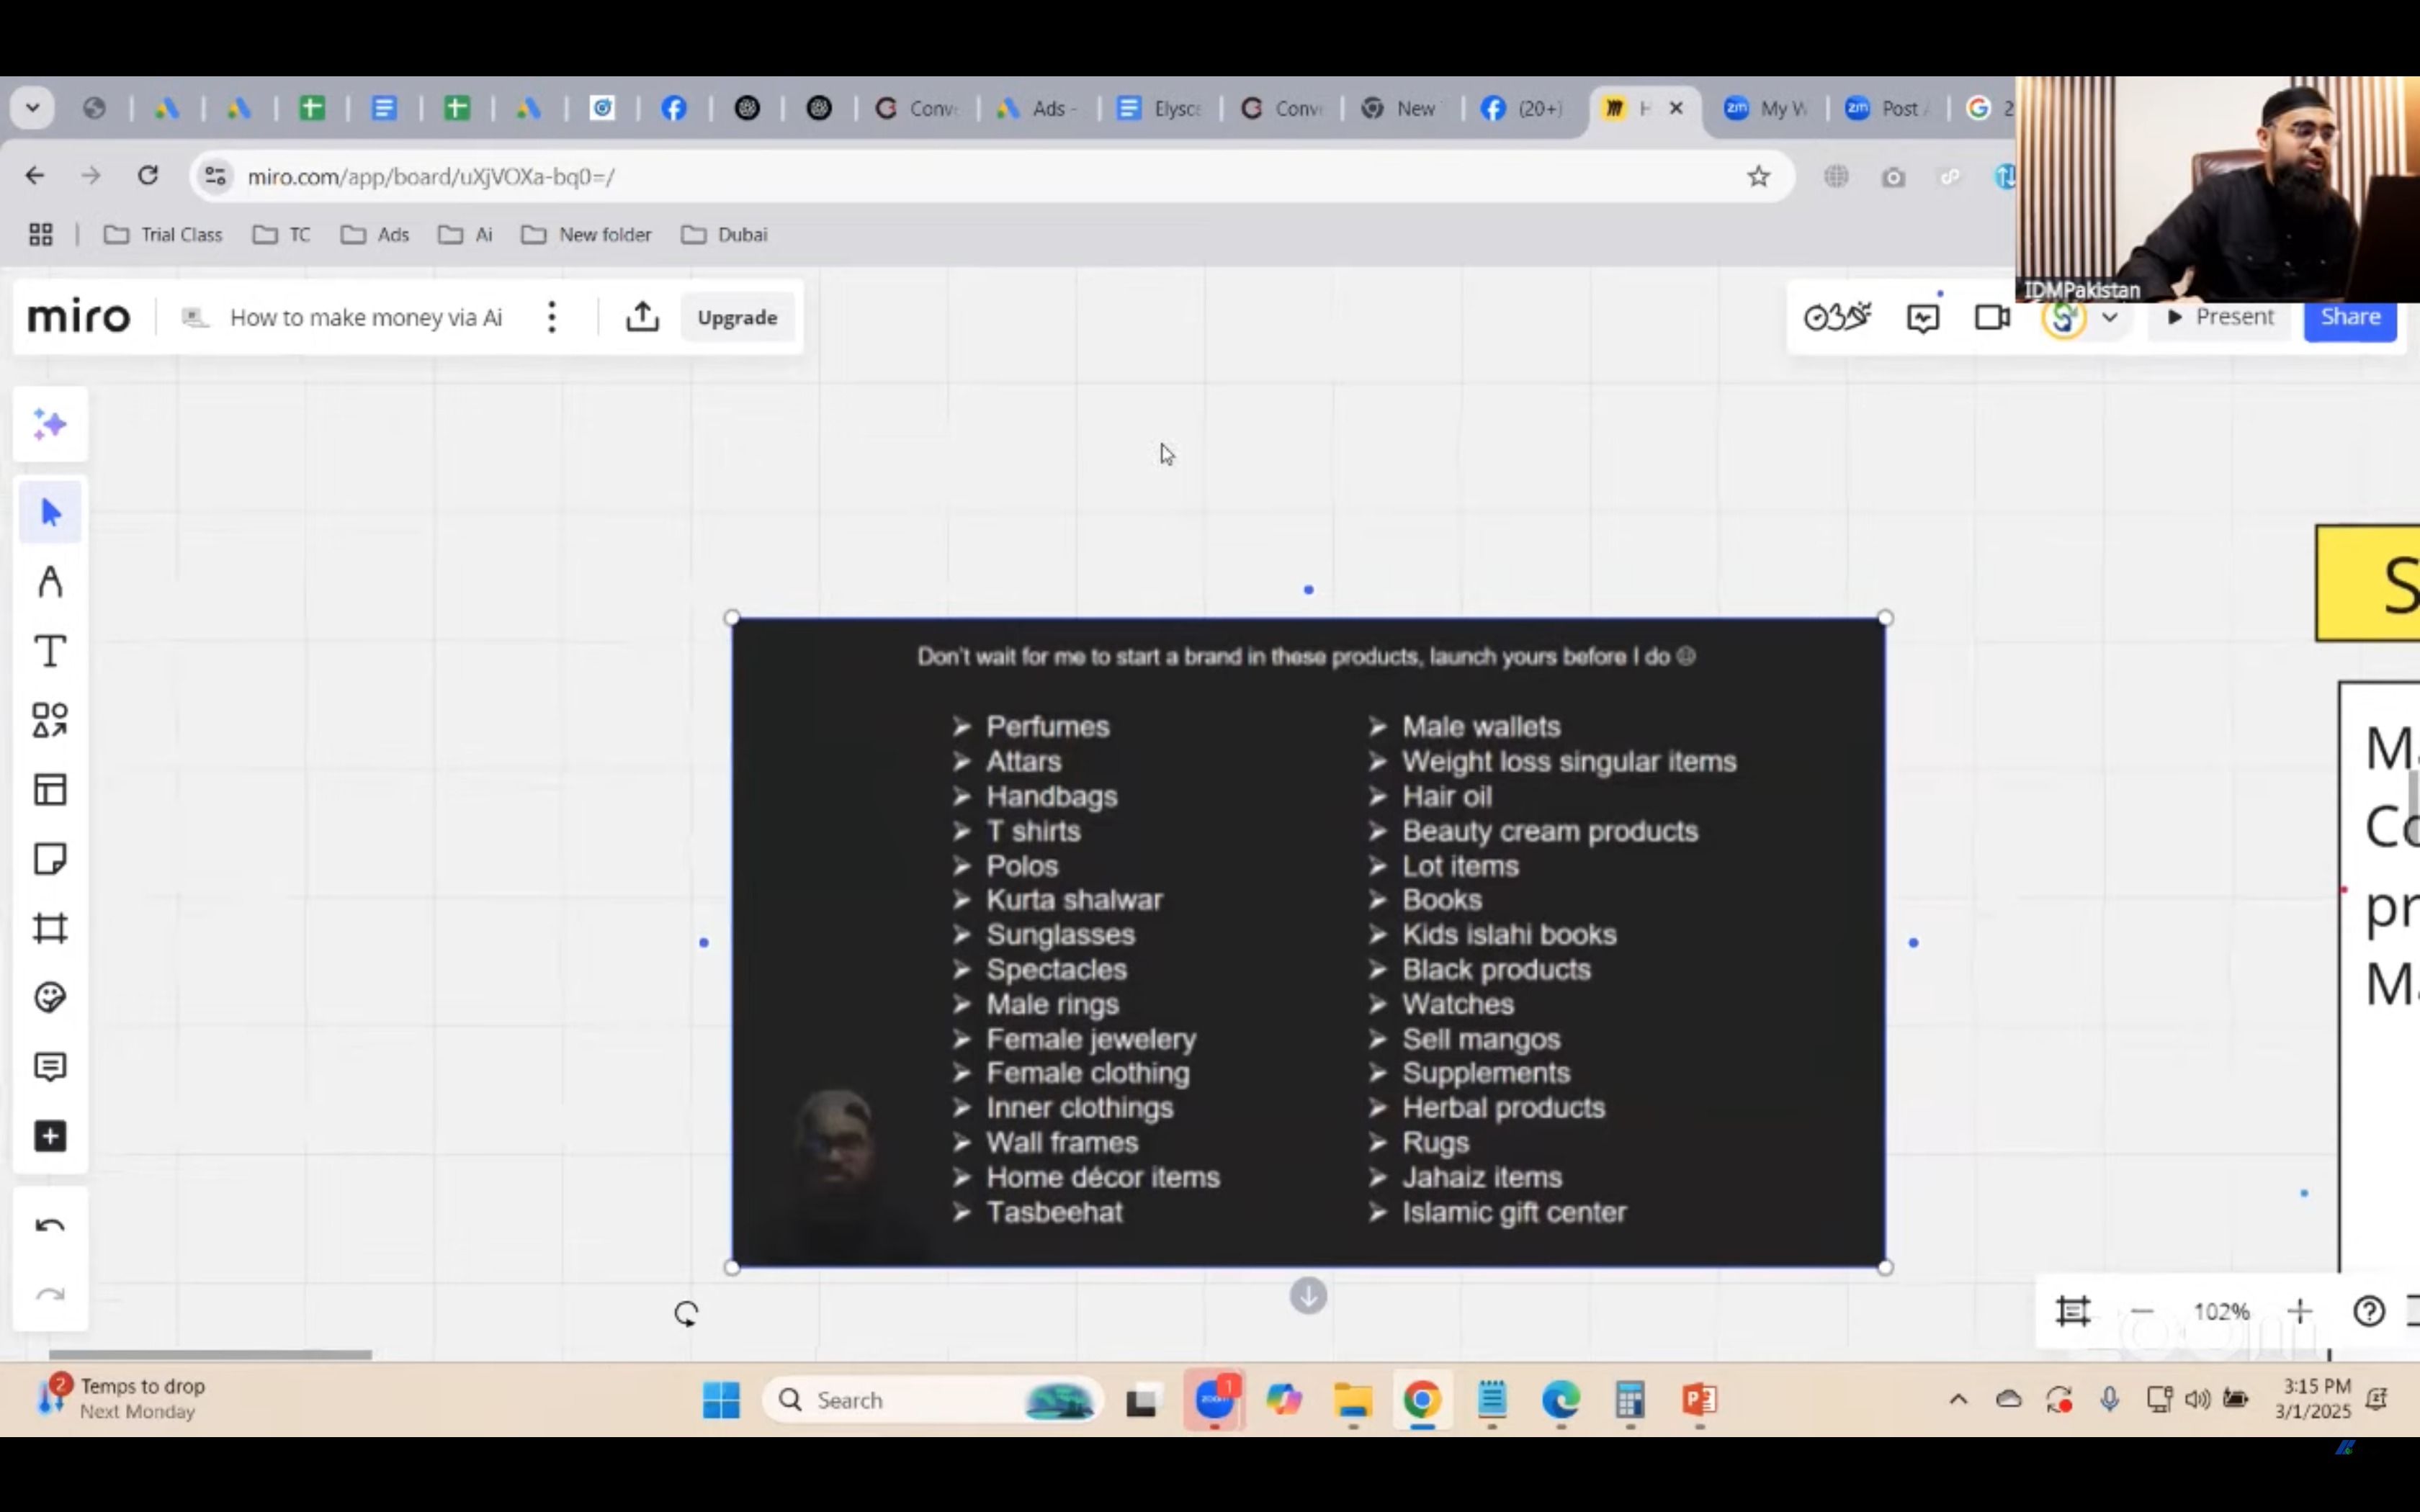 Conv
Ads -
Elysc
Conv
New
(20+)
H
My W
Post
2
miro.com/app/board/uXjVOXa-bq0=/
Trial Class
TC
Ads
Ai
New folder
Dubai
IDMPakistan
miro
How to make money via Ai
Upgrade
Present
Share
S
Don't wait for me to start a brand in these products, launch yours before I do
Perfumes
Attars
Handbags
T shirts
Polos
Kurta shalwar
Sunglasses
Spectacles
Male rings
Female jewelery
Female clothing
Inner clothings
Wall frames
Home décor items
Tasbeehat
Male wallets
Weight loss singular items
Hair oil
Beauty cream products
Lot items
Books
Kids islahi books
Black products
Watches
Sell mangos
Supplements
Herbal products
Rugs
Jahaiz items
Islamic gift center
Ma
Co
pr
Ma
102%
zoom
2
Temps to drop
Next Monday
Search
zoom
1
3:15 PM
3/1/2025